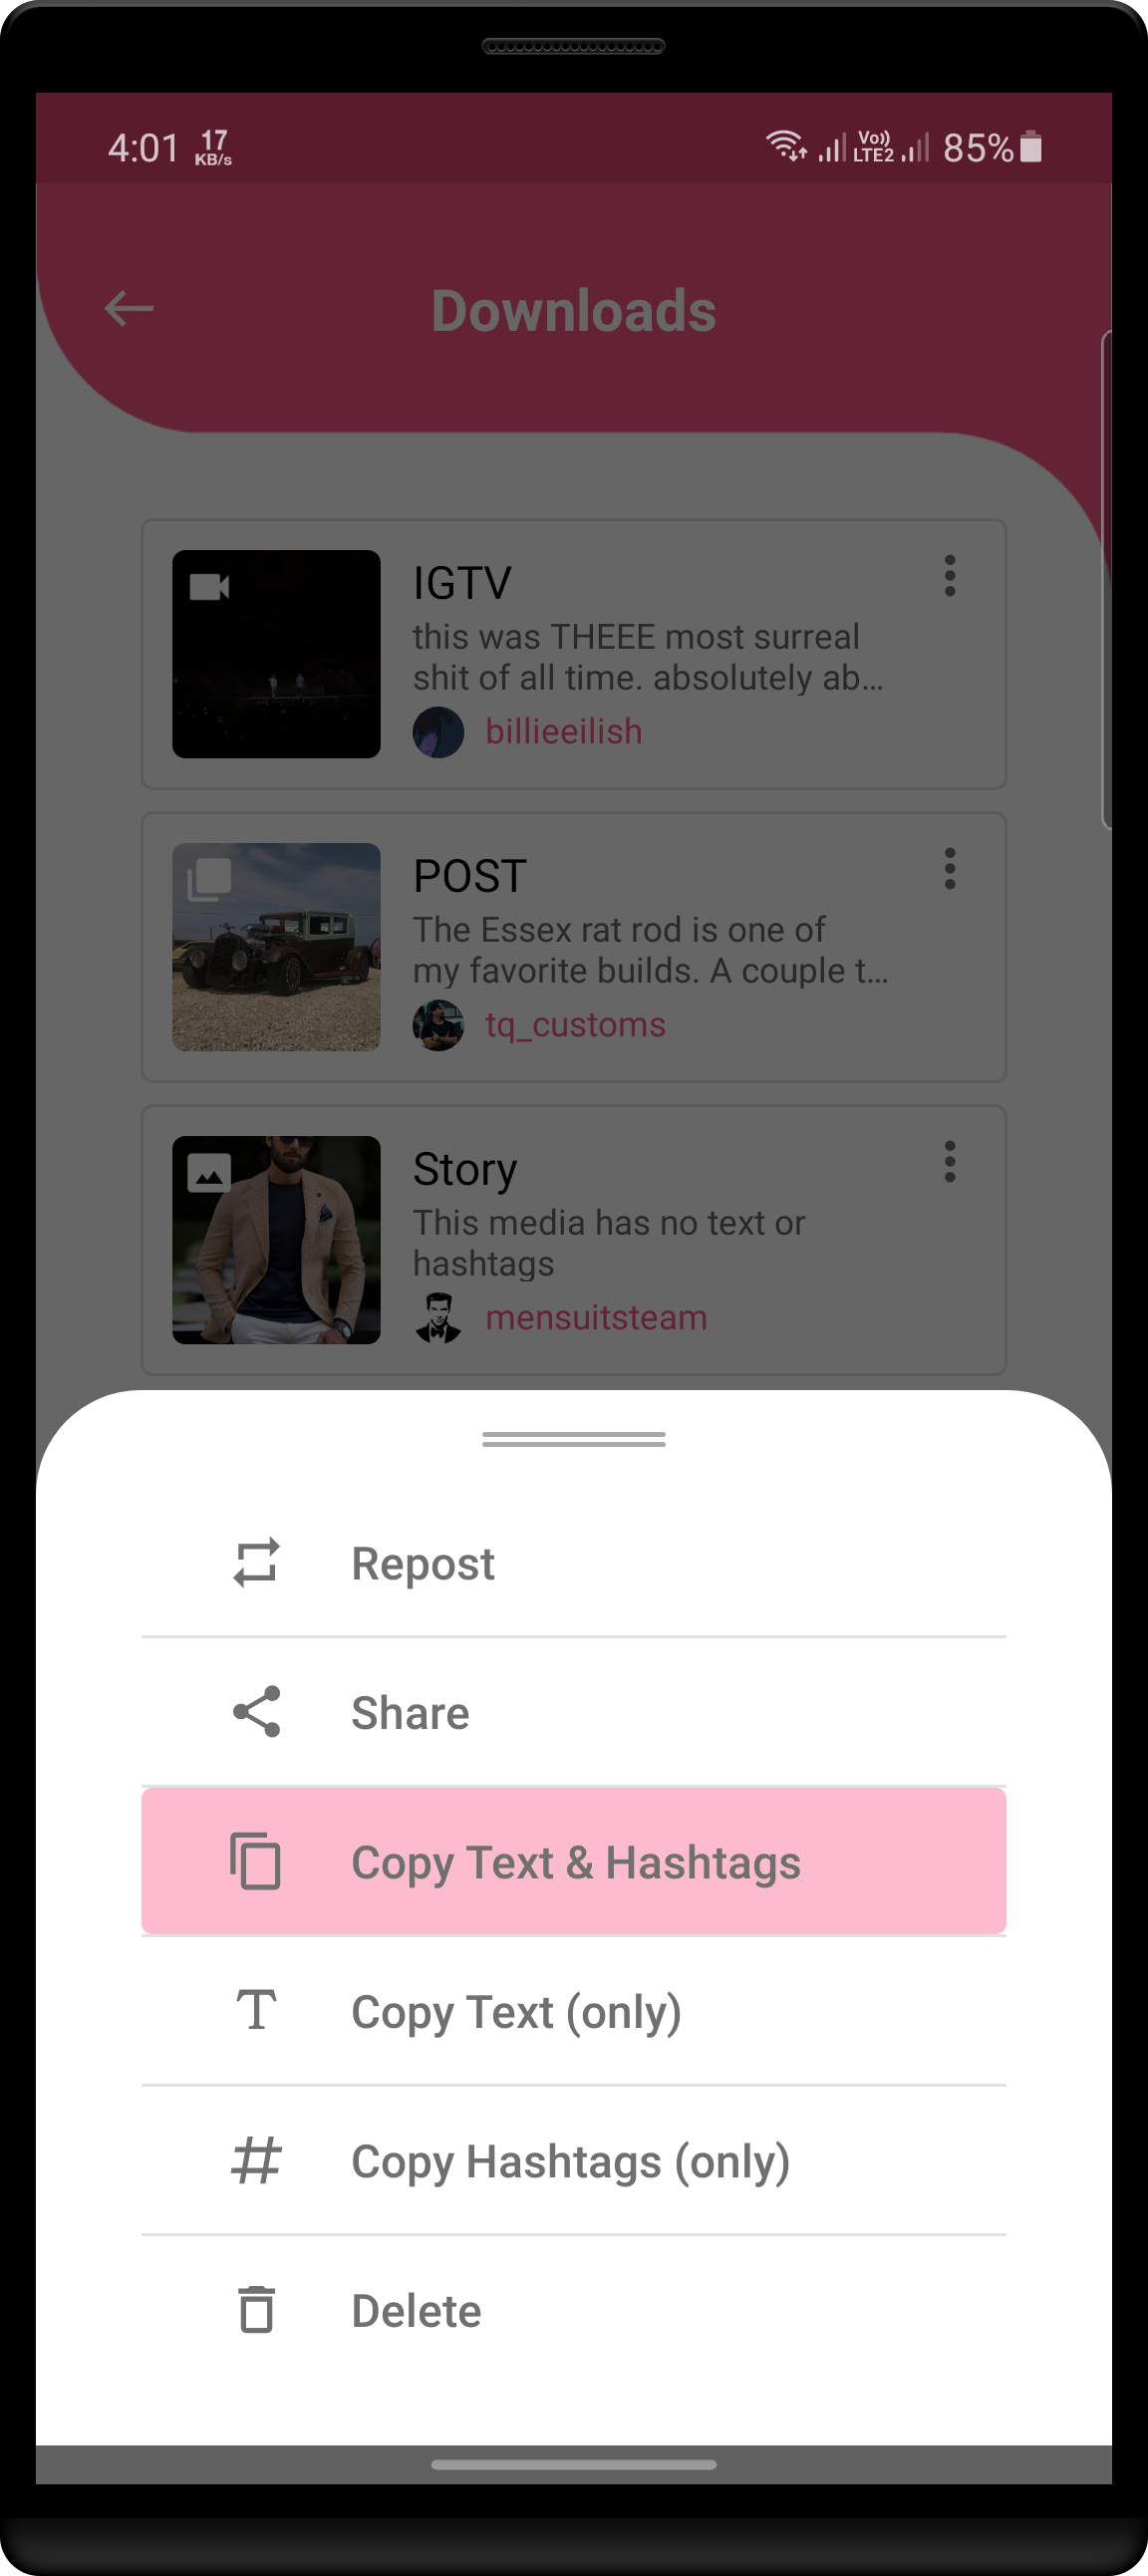 4:01 17 KB/s Vo)) LTE2 85%
Downloads
IGTV
this was THEEE most surreal
shit of all time. absolutely ab...
billieeilish
POST
The Essex rat rod is one of
my favorite builds. A couple t...
tq_customs
Story
This media has no text or
hashtags
mensuitsteam
Repost
Share
Copy Text & Hashtags
T Copy Text (only)
# Copy Hashtags (only)
Delete